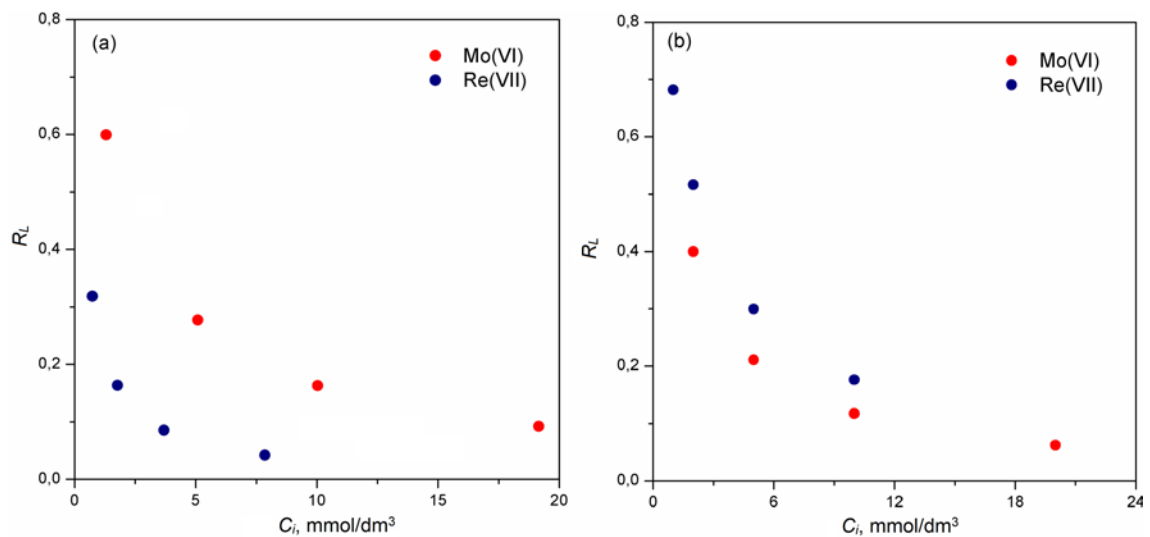 (a)
Mo(VI)
Re(VII)
0,8
0,6
0,4
0,2
0,0
R_L
0
5
10
15
20
C_i, mmol/dm³
(b)
Mo(VI)
Re(VII)
0,8
0,6
0,4
0,2
0,0
R_L
0
6
12
18
24
C_i, mmol/dm³